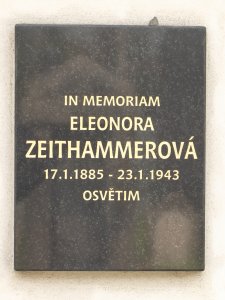 IN MEMORIAM
ELEONORA
ZEITHAMMEROVÁ
17.1.1885 - 23.1.1943
OSVĚTIM